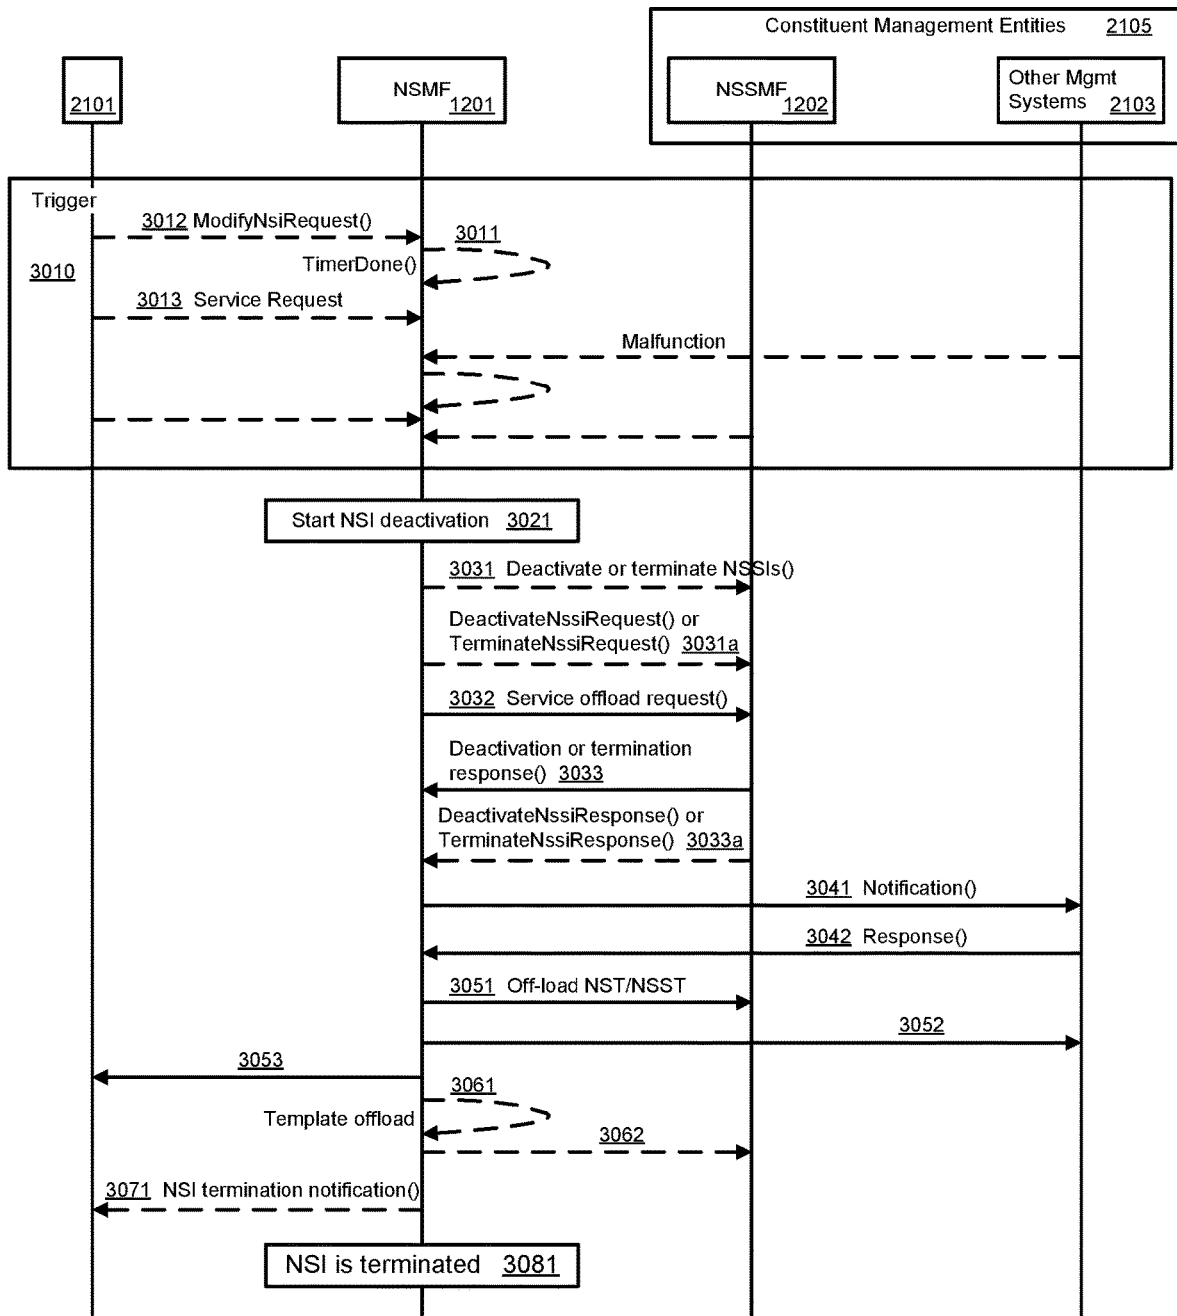 Constituent Management Entities 2105
2101
NSMF
1201
NSSMF
1202
Other Mgmt
Systems 2103
Trigger
3012 ModifyNsiRequest()
3011
TimerDone()
3010
3013 Service Request
Malfunction
Start NSI deactivation 3021
3031 Deactivate or terminate NSSIs()
DeactivateNssiRequest() or
TerminateNssiRequest() 3031a
3032 Service offload request()
Deactivation or termination
response() 3033
DeactivateNssiResponse() or
TerminateNssiResponse() 3033a
3041 Notification()
3042 Response()
3051 Off-load NST/NSST
3052
3053
3061
Template offload
3062
3071 NSI termination notification()
NSI is terminated 3081